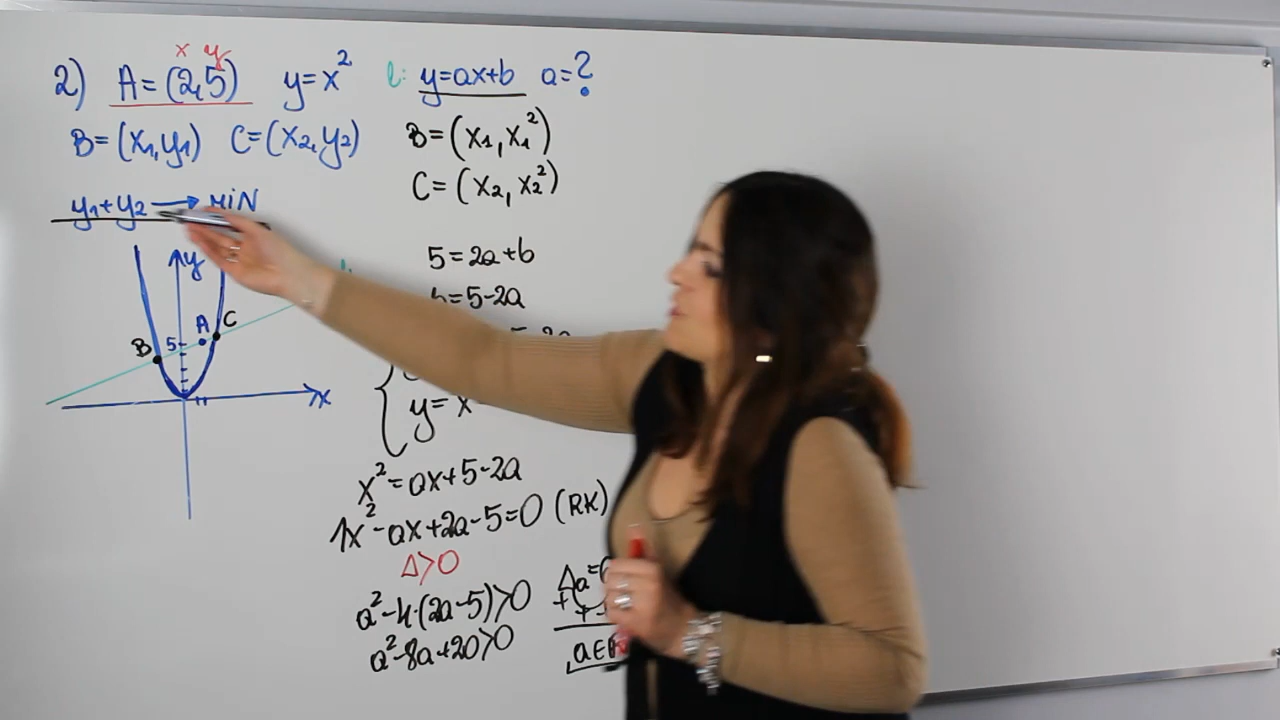 x y
2) A=(2,5) y=x² l: y=ax+b a=?
B=(x1,y1) C=(x2,y2)
y1+y2 → MIN
B=(x1,x1²)
C=(x2,x2²)
y
A C
B 5
x
5=2a+b
b=5-2a
y=x
x²=ax+5-2a
1x²-ax+2a-5=0 (RK)
Δ>0
a²-4·(2a-5)>0
a²-8a+20>0